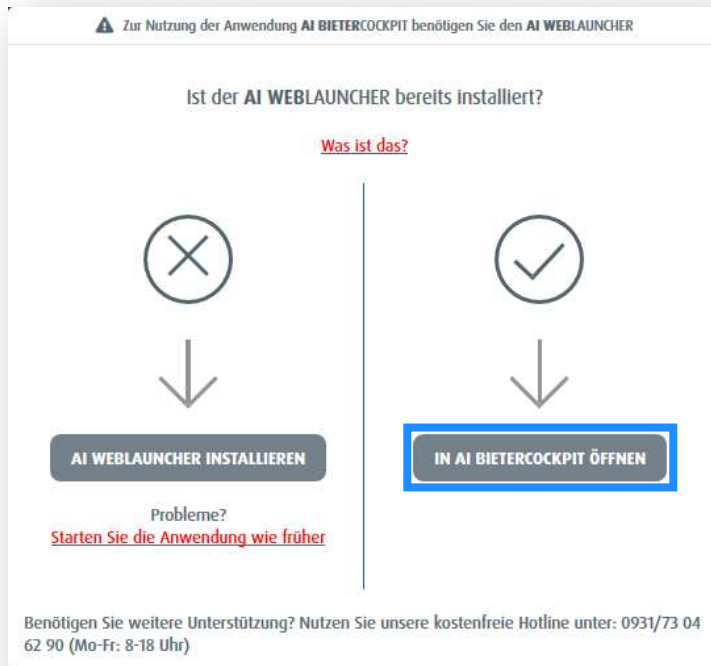 Zur Nutzung der Anwendung AI BIETERCOCKPIT benötigen Sie den AI WEBLAUNCHER
Ist der AI WEBLAUNCHER bereits installiert?
Was ist das?
AI WEBLAUNCHER INSTALLIEREN
Probleme?
Starten Sie die Anwendung wie früher
IN AI BIETERCOCKPIT ÖFFNEN
Benötigen Sie weitere Unterstützung? Nutzen Sie unsere kostenfreie Hotline unter: 0931/73 04
62 90 (Mo-Fr: 8-18 Uhr)